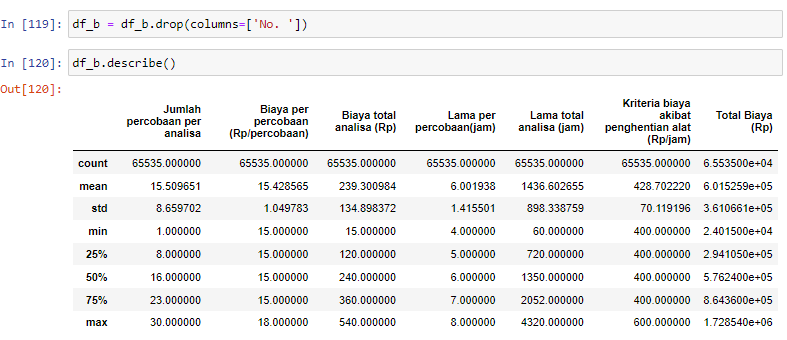 In [119]: df_b = df_b.drop(columns=['No. '])
In [120]: df_b.describe()
Out[120]:
Jumlah percobaan per analisa Biaya per percobaan (Rp/percobaan) Biaya total analisa (Rp) Lama per percobaan(jam) Lama total analisa (jam) Kriteria biaya akibat penghentian alat (Rp/jam) Total Biaya (Rp)
count 65535.000000 65535.000000 65535.000000 65535.000000 65535.000000 65535.000000 6.553500e+04
mean 15.509651 15.428565 239.300984 6.001938 1436.602655 428.702220 6.015259e+05
std 8.659702 1.049783 134.898372 1.415501 898.338759 70.119196 3.610661e+05
min 1.000000 15.000000 15.000000 4.000000 60.000000 400.000000 2.401500e+04
25% 8.000000 15.000000 120.000000 5.000000 720.000000 400.000000 2.941050e+05
50% 16.000000 15.000000 240.000000 6.000000 1350.000000 400.000000 5.762400e+05
75% 23.000000 15.000000 360.000000 7.000000 2052.000000 400.000000 8.643600e+05
max 30.000000 18.000000 540.000000 8.000000 4320.000000 600.000000 1.728540e+06